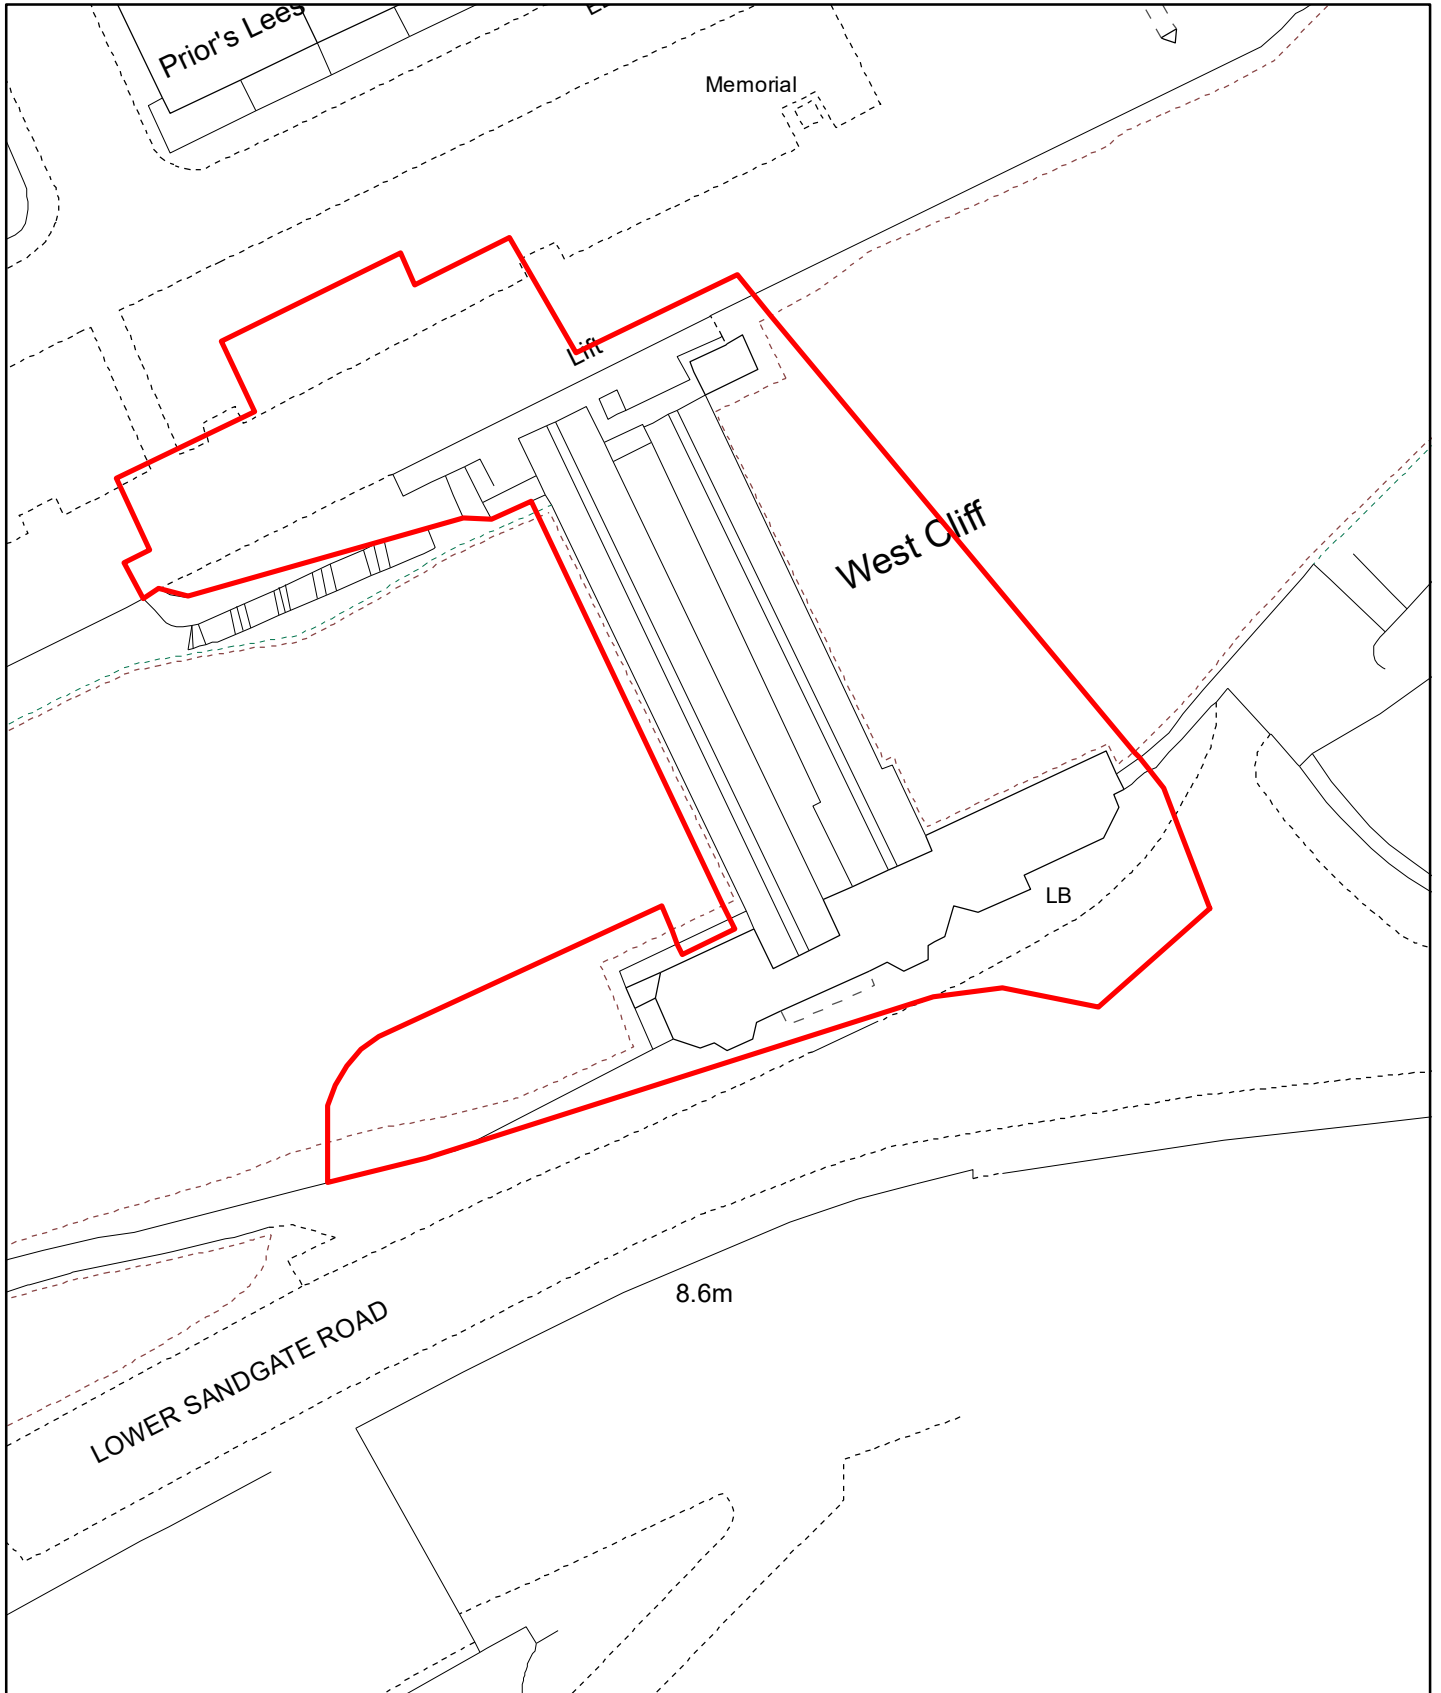 Prior's Lees
Memorial
Lift
West Cliff
LB
8.6m
LOWER SANDGATE ROAD